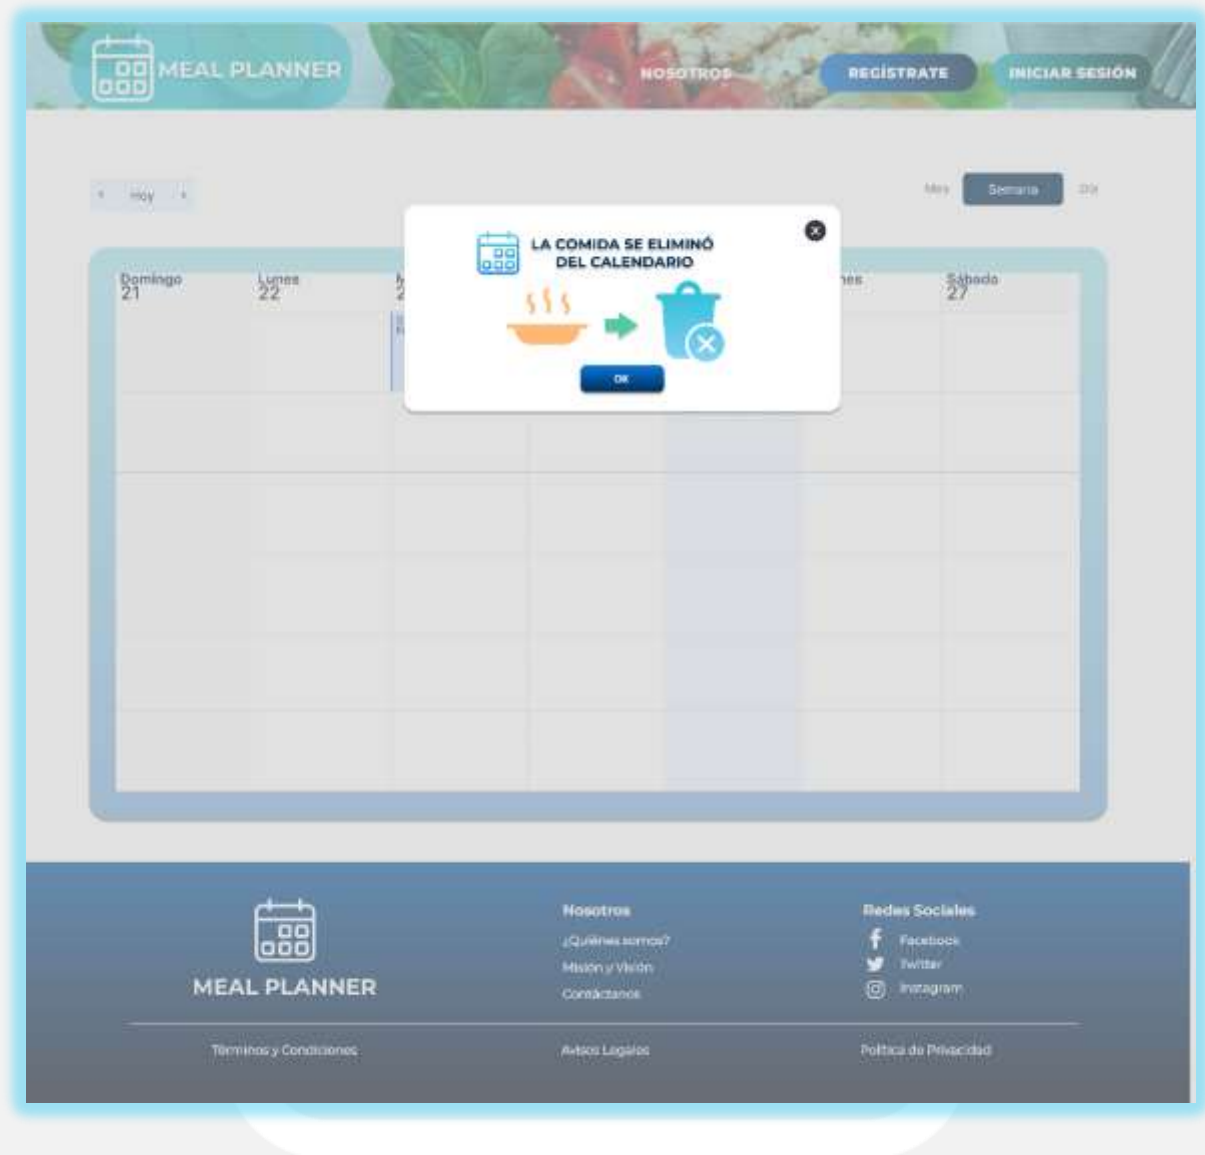 MEAL PLANNER
NOSOTROS
REGÍSTRATE
INICIAR SESIÓN
Hoy
Mes
Semana
Día
LA COMIDA SE ELIMINÓ
DEL CALENDARIO
OK
Domingo
21
Lunes
22
Sábado
27
MEAL PLANNER
Nosotros
¿Quiénes somos?
Misión y Visión
Contáctanos
Redes Sociales
Facebook
Twitter
Instagram
Términos y Condiciones
Avisos Legales
Política de Privacidad